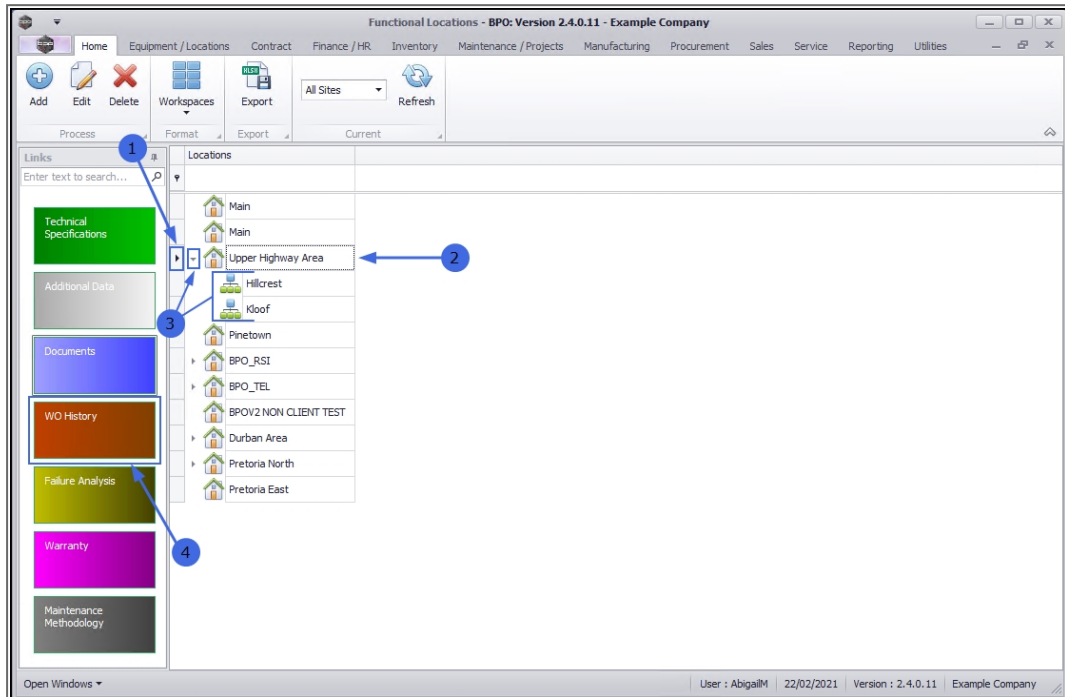 Functional Locations - BPO: Version 2.4.0.11 - Example Company
Home Equipment / Locations Contract Finance / HR Inventory Maintenance / Projects Manufacturing Procurement Sales Service Reporting Utilities
Add Edit Delete Workspaces Export All Sites Refresh
Process Format Export Current
Links
Enter text to search...
Technical
Specifications
Additional Data
Documents
WO History
Failure Analysis
Warranty
Maintenance
Methodology
Locations
Main
Main
Upper Highway Area
Hillcrest
Kloof
Pinetown
BPO_RSI
BPO_TEL
BPOV2 NON CLIENT TEST
Durban Area
Pretoria North
Pretoria East
1
2
3
4
Open Windows
User : AbigailM 22/02/2021 Version : 2.4.0.11 Example Company